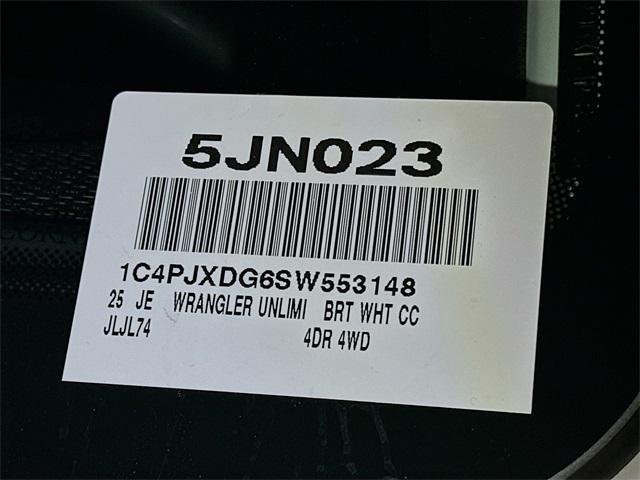 5JN023
1C4PJXDG6SW553148
25 JE WRANGLER UNLIMI BRT WHT CC
JLJL74 4DR 4WD